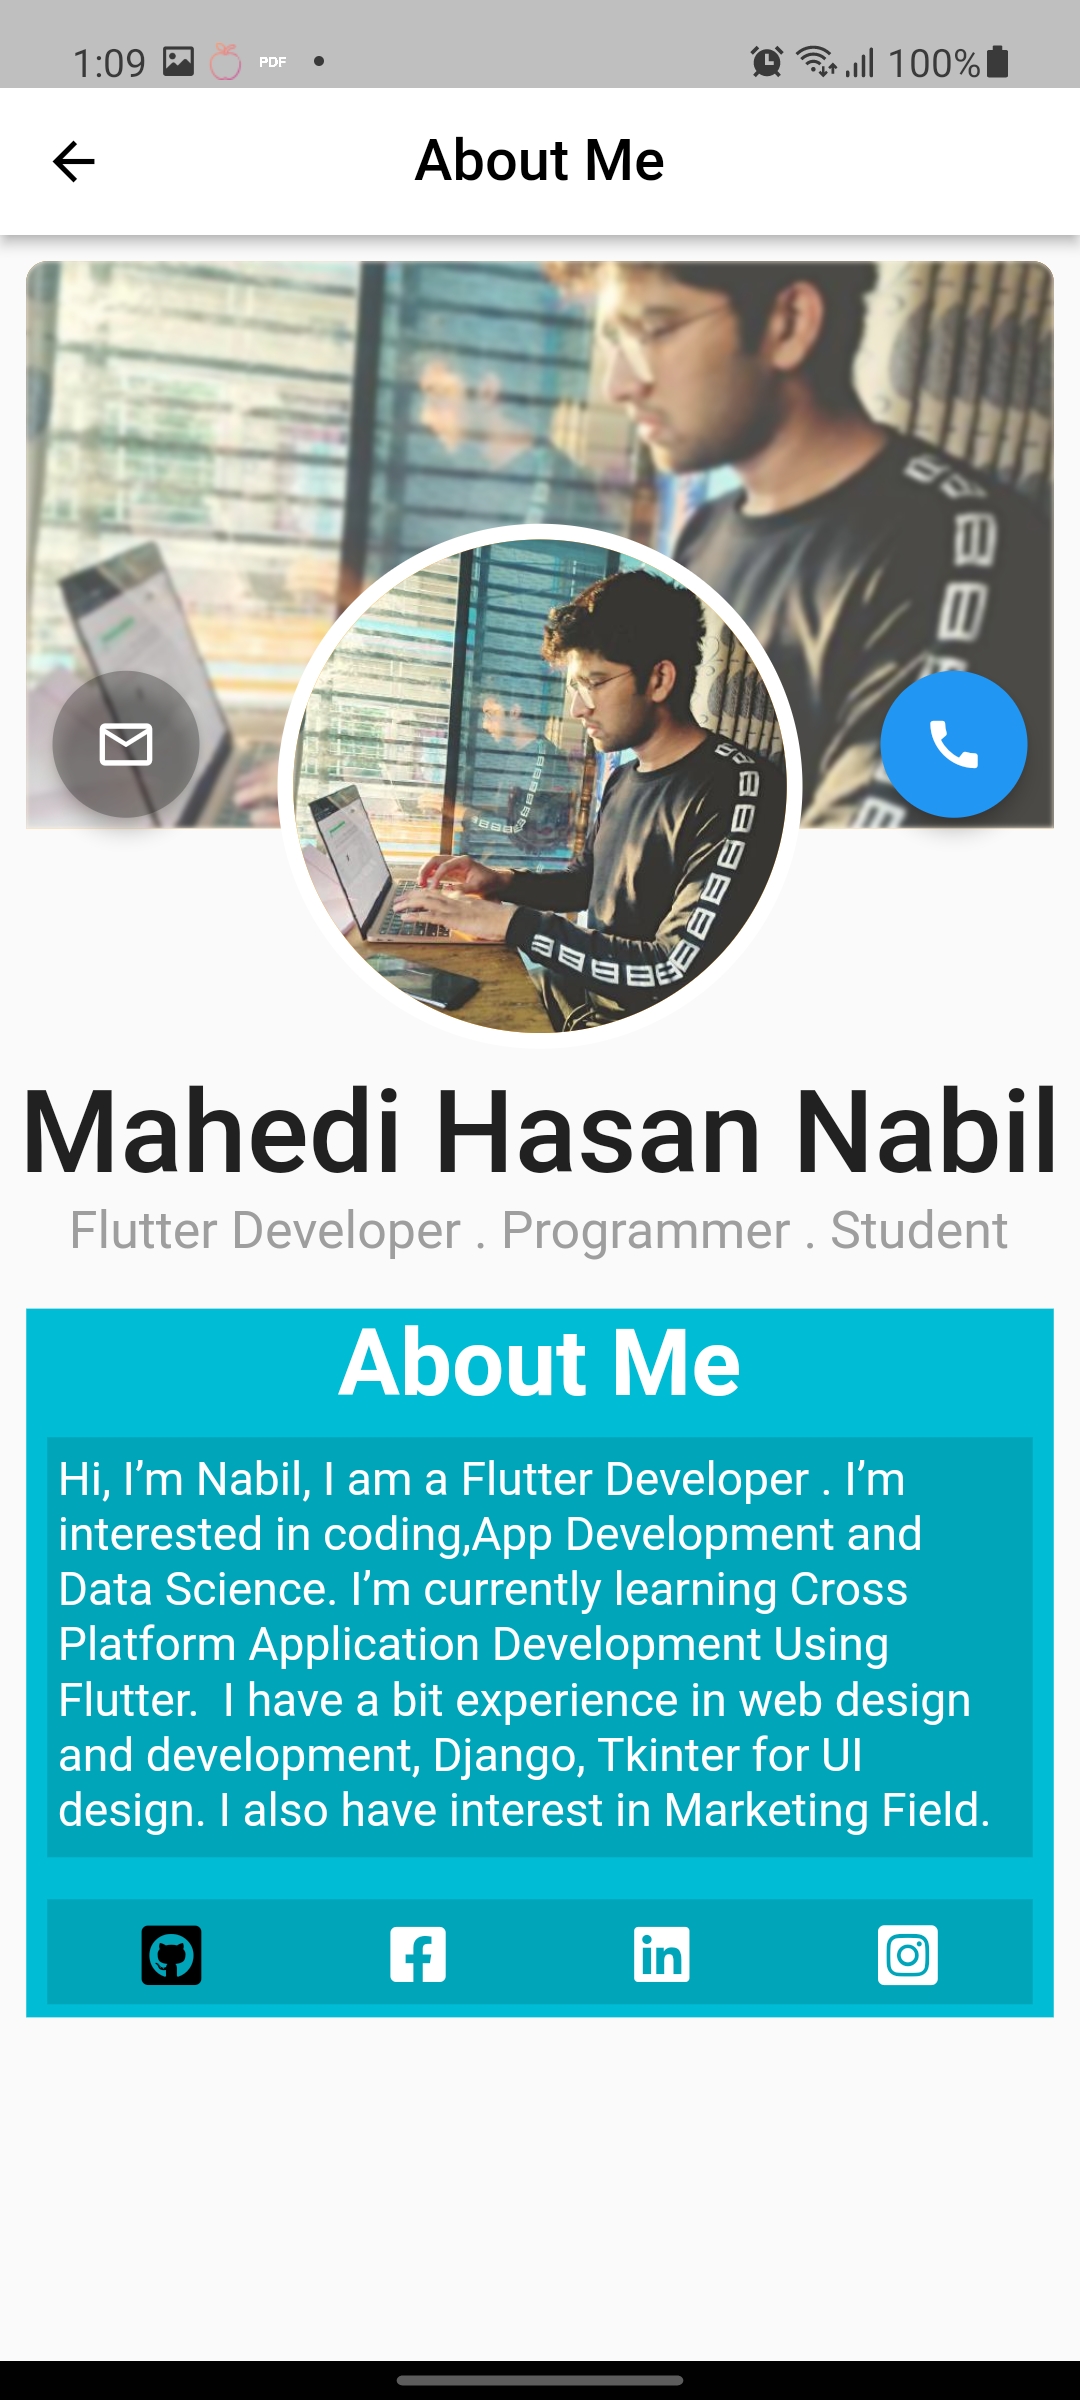 1:09 PDF 100%
About Me
Mahedi Hasan Nabil
Flutter Developer . Programmer . Student
About Me
Hi, I’m Nabil, I am a Flutter Developer . I’m
interested in coding,App Development and
Data Science. I’m currently learning Cross
Platform Application Development Using
Flutter.  I have a bit experience in web design
and development, Django, Tkinter for UI
design. I also have interest in Marketing Field.